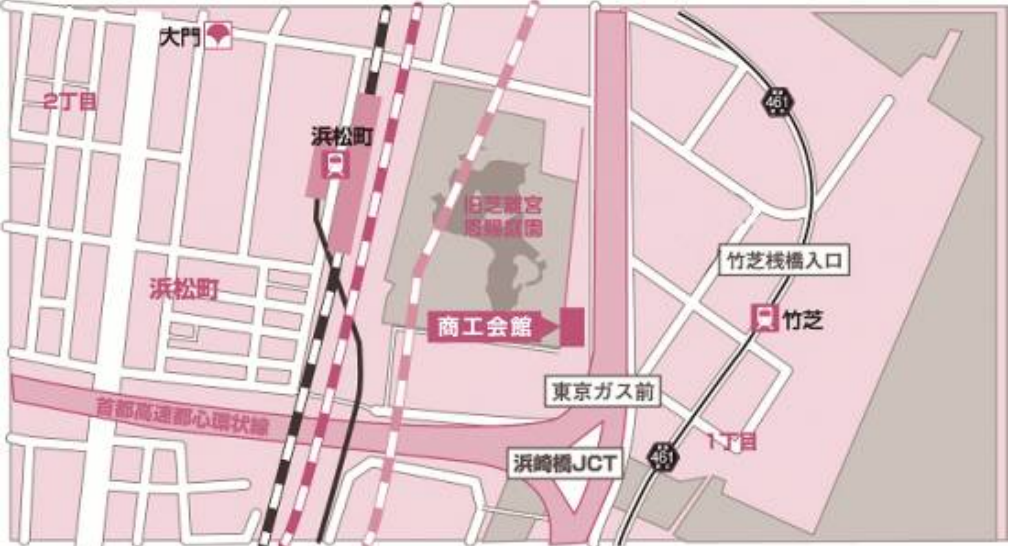 大門
2丁目
461
浜松町
旧芝離宮
恩賜庭園
竹芝桟橋入口
浜松町
商工会館
竹芝
東京ガス前
首都高速都心環状線
1丁目
浜崎橋JCT
461